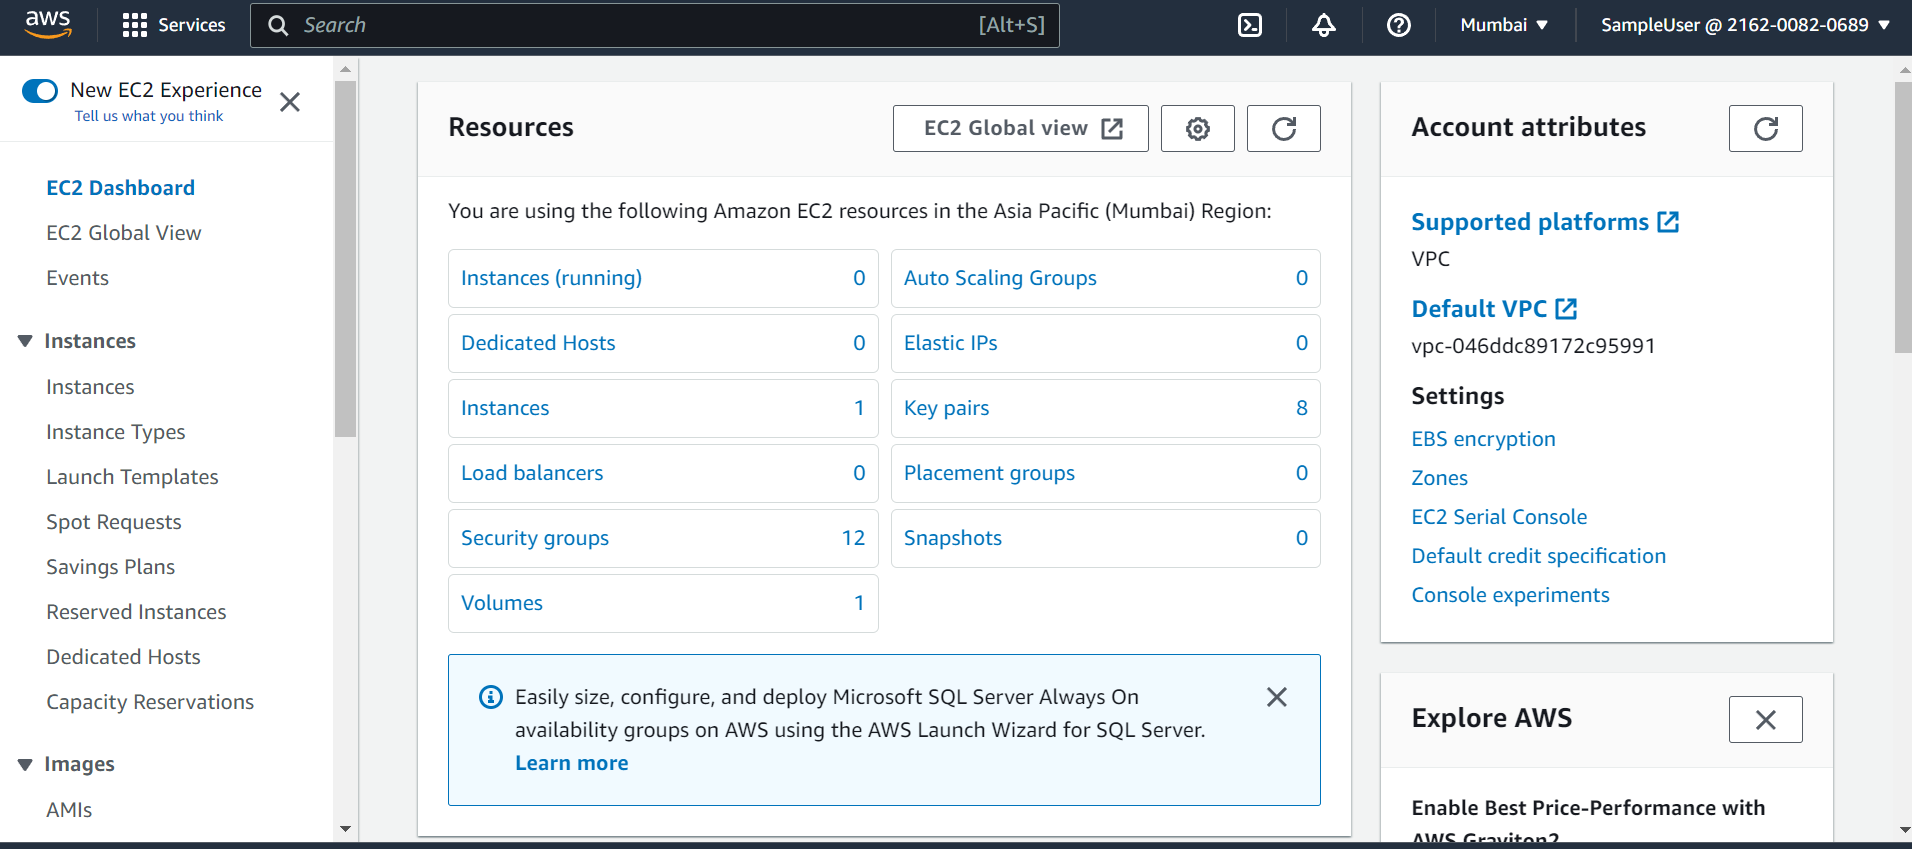 aws
Services
Search
[Alt+S]
Mumbai
SampleUser @ 2162-0082-0689
New EC2 Experience
Tell us what you think
EC2 Dashboard
EC2 Global View
Events
Instances
Instances
Instance Types
Launch Templates
Spot Requests
Savings Plans
Reserved Instances
Dedicated Hosts
Capacity Reservations
Images
AMIs
Resources
EC2 Global view
You are using the following Amazon EC2 resources in the Asia Pacific (Mumbai) Region:
Instances (running) 0
Auto Scaling Groups 0
Dedicated Hosts 0
Elastic IPs 0
Instances 1
Key pairs 8
Load balancers 0
Placement groups 0
Security groups 12
Snapshots 0
Volumes 1
Easily size, configure, and deploy Microsoft SQL Server Always On
availability groups on AWS using the AWS Launch Wizard for SQL Server.
Learn more
Account attributes
Supported platforms
VPC
Default VPC
vpc-046ddc89172c95991
Settings
EBS encryption
Zones
EC2 Serial Console
Default credit specification
Console experiments
Explore AWS
Enable Best Price-Performance with
AWS Graviton2